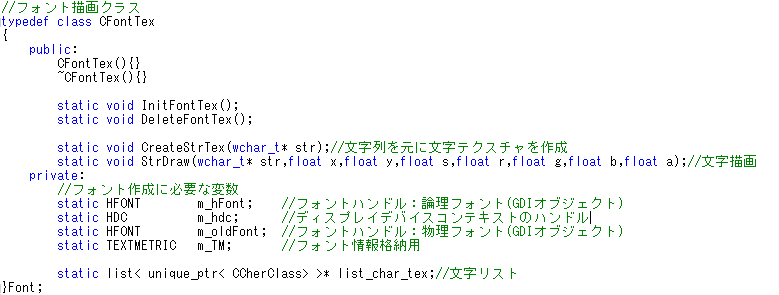 //フォント描画クラス
typedef class CFontTex
{
    public:
        CFontTex(){}
        ~CFontTex(){}

        static void InitFontTex();
        static void DeleteFontTex();

        static void CreateStrTex(wchar_t* str);//文字列を元に文字テクスチャを作成
        static void StrDraw(wchar_t* str,float x,float y,float s,float r,float g,float b,float a);//文字描画
    private:
        //フォント作成に必要な変数
        static HFONT        m_hFont;    //フォントハンドル：論理フォント(GDIオブジェクト)
        static HDC          m_hdc;      //ディスプレイデバイスコンテキストのハンドル
        static HFONT        m_oldFont;  //フォントハンドル：物理フォント(GDIオブジェクト)
        static TEXTMETRIC   m_TM;       //フォント情報格納用

        static list< unique_ptr< CCherClass> >* list_char_tex;//文字リスト
}Font;